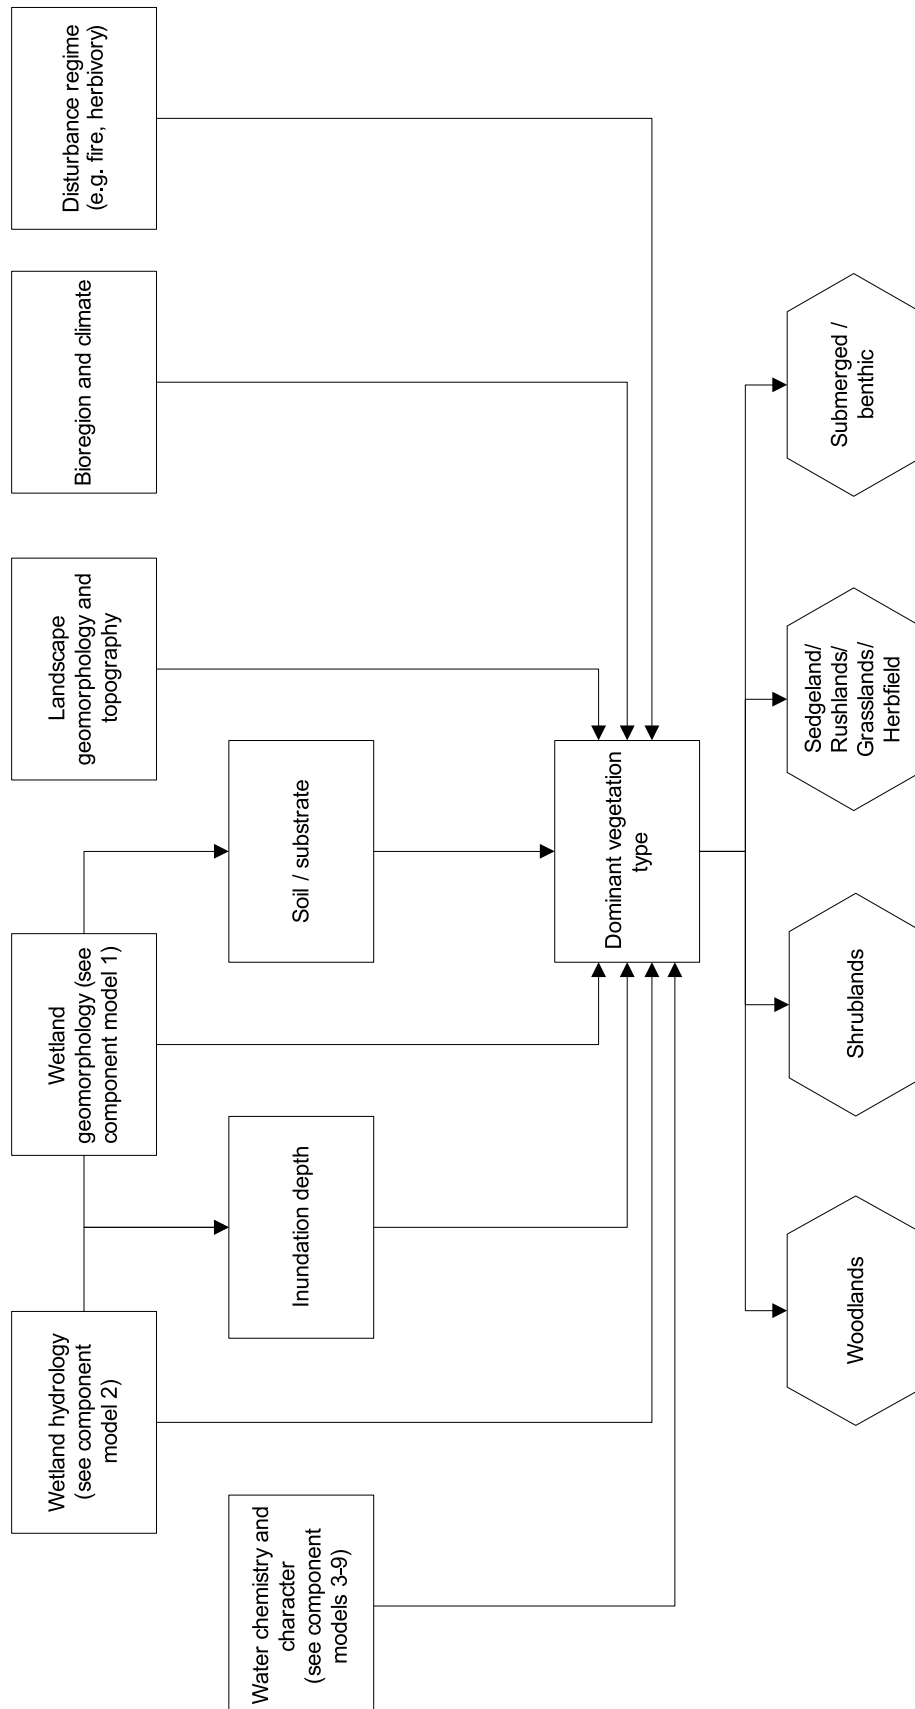 Wetland hydrology
(see component
model 2)
Wetland
geomorphology (see
component model 1)
Landscape
geomorphology and
topography
Bioregion and climate
Disturbance regime
(e.g. fire, herbivory)
Water chemistry and
character
(see component
models 3-9)
Inundation depth
Soil / substrate
Dominant vegetation
type
Woodlands
Shrublands
Sedgeland/
Rushlands/
Grasslands/
Herbfield
Submerged /
benthic